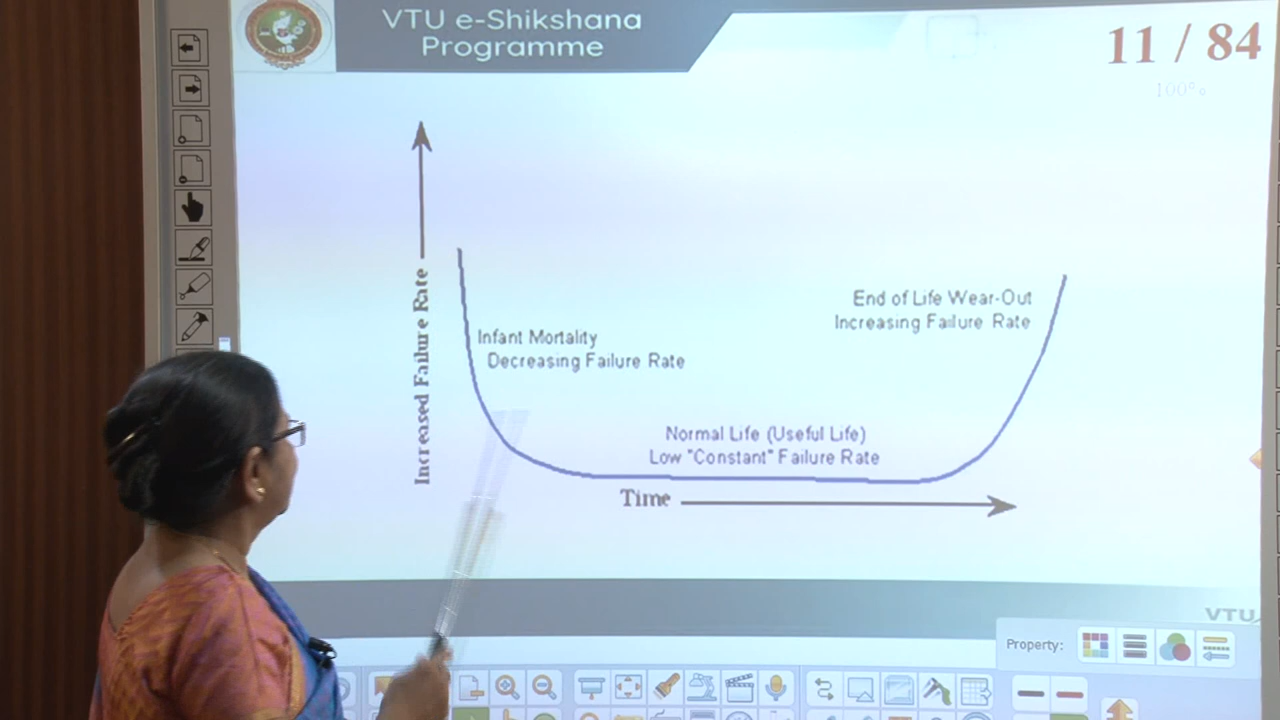 VTU e-Shikshana
Programme
11 / 84
100%
Increased Failure Rate
Infant Mortality
Decreasing Failure Rate
End of Life Wear-Out
Increasing Failure Rate
Normal Life (Useful Life)
Low "Constant" Failure Rate
Time
VTU
Property: